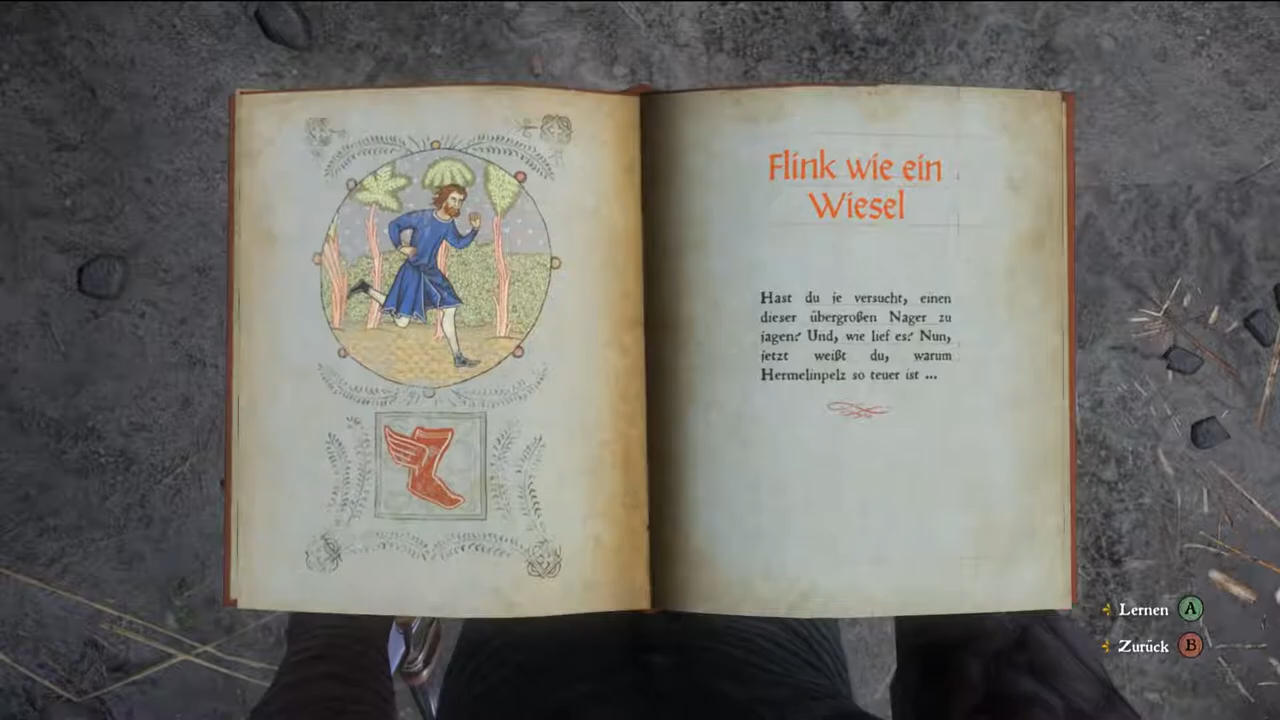 Flink wie ein
Wiesel
Hast du je versucht, einen
dieser übergroßen Nager zu
jagen? Und, wie lief es? Nun,
jetzt weißt du, warum
Hermelinpelz so teuer ist ...
Lernen A
Zurück B